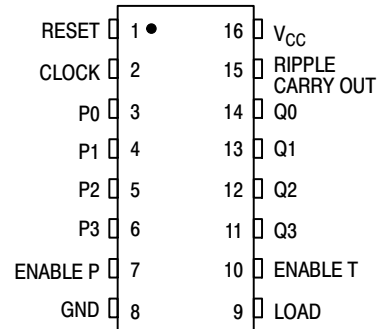 RESET 1 16 VCC
CLOCK 2 15 RIPPLE CARRY OUT
P0 3 14 Q0
P1 4 13 Q1
P2 5 12 Q2
P3 6 11 Q3
ENABLE P 7 10 ENABLE T
GND 8 9 LOAD